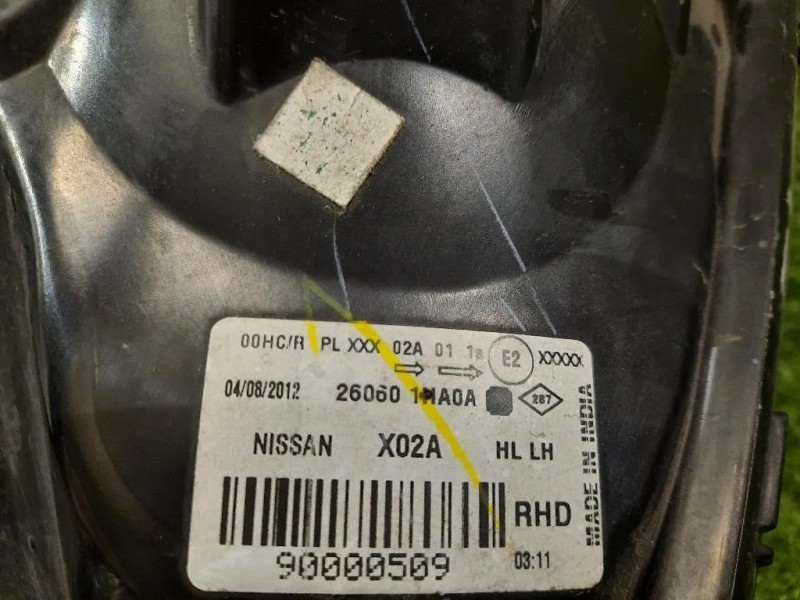 00HC/R PL XXX 02A 01 1a E2 XXXXX
04/08/2012 26060 1HA0A 287
NISSAN X02A HL LH
MADE IN INDIA
RHD
90000509 03:11